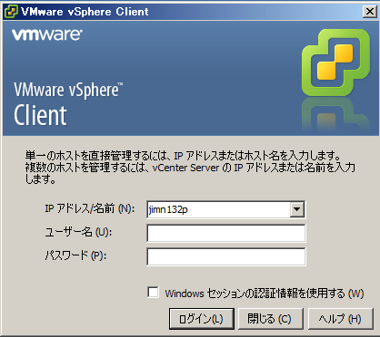 VMware vSphere Client
vmware®
VMware vSphere™
Client
単一のホストを直接管理するには、IP アドレスまたはホスト名を入力します。
複数のホストを管理するには、vCenter Server の IP アドレスまたは名前を入力
します。
IP アドレス/名前 (N): jimn132p
ユーザー名 (U):
パスワード (P):
Windows セッションの認証情報を使用する (W)
ログイン(L) 閉じる (C) ヘルプ (H)